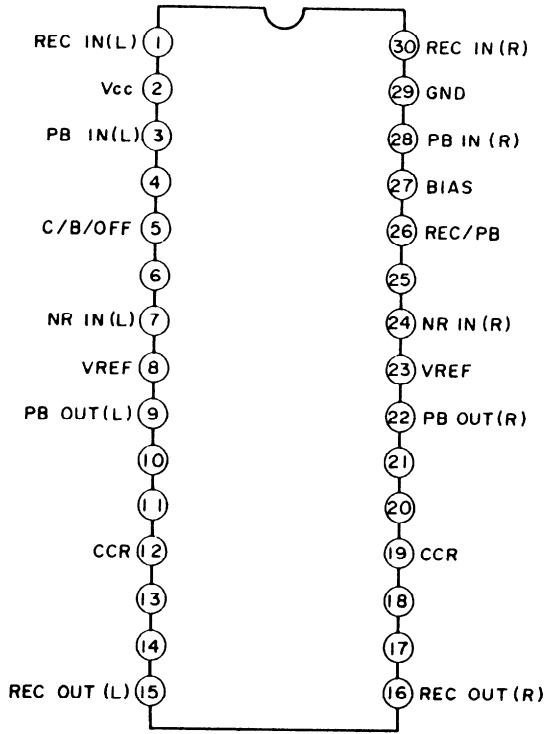 REC IN(L) 1 30 REC IN(R)
Vcc 2 29 GND
PB IN(L) 3 28 PB IN(R)
4 27 BIAS
C/B/OFF 5 26 REC/PB
6 25
NR IN(L) 7 24 NR IN(R)
VREF 8 23 VREF
PB OUT(L) 9 22 PB OUT(R)
10 21
11 20
CCR 12 19 CCR
13 18
14 17
REC OUT(L) 15 16 REC OUT(R)